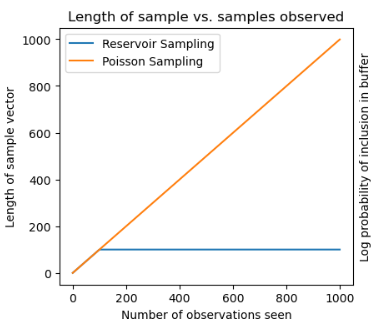 Length of sample vs. samples observed
Reservoir Sampling
Poisson Sampling
Length of sample vector
1000
800
600
400
200
0
0 200 400 600 800 1000
Number of observations seen
Log probability of inclusion in buffer